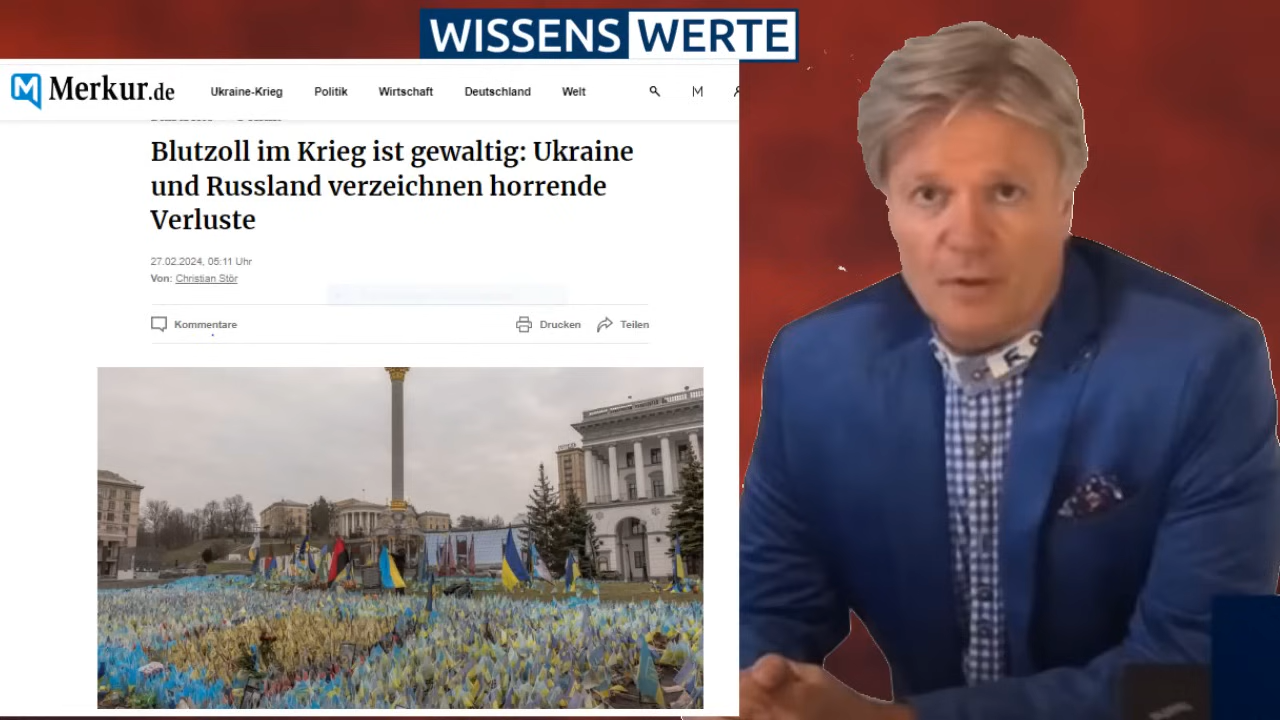 WISSENS WERTE
Merkur.de
Ukraine-Krieg Politik Wirtschaft Deutschland Welt
Blutzoll im Krieg ist gewaltig: Ukraine
und Russland verzeichnen horrende
Verluste
27.02.2024, 05:11 Uhr
Von: Christian Stör
Kommentare Drucken Teilen